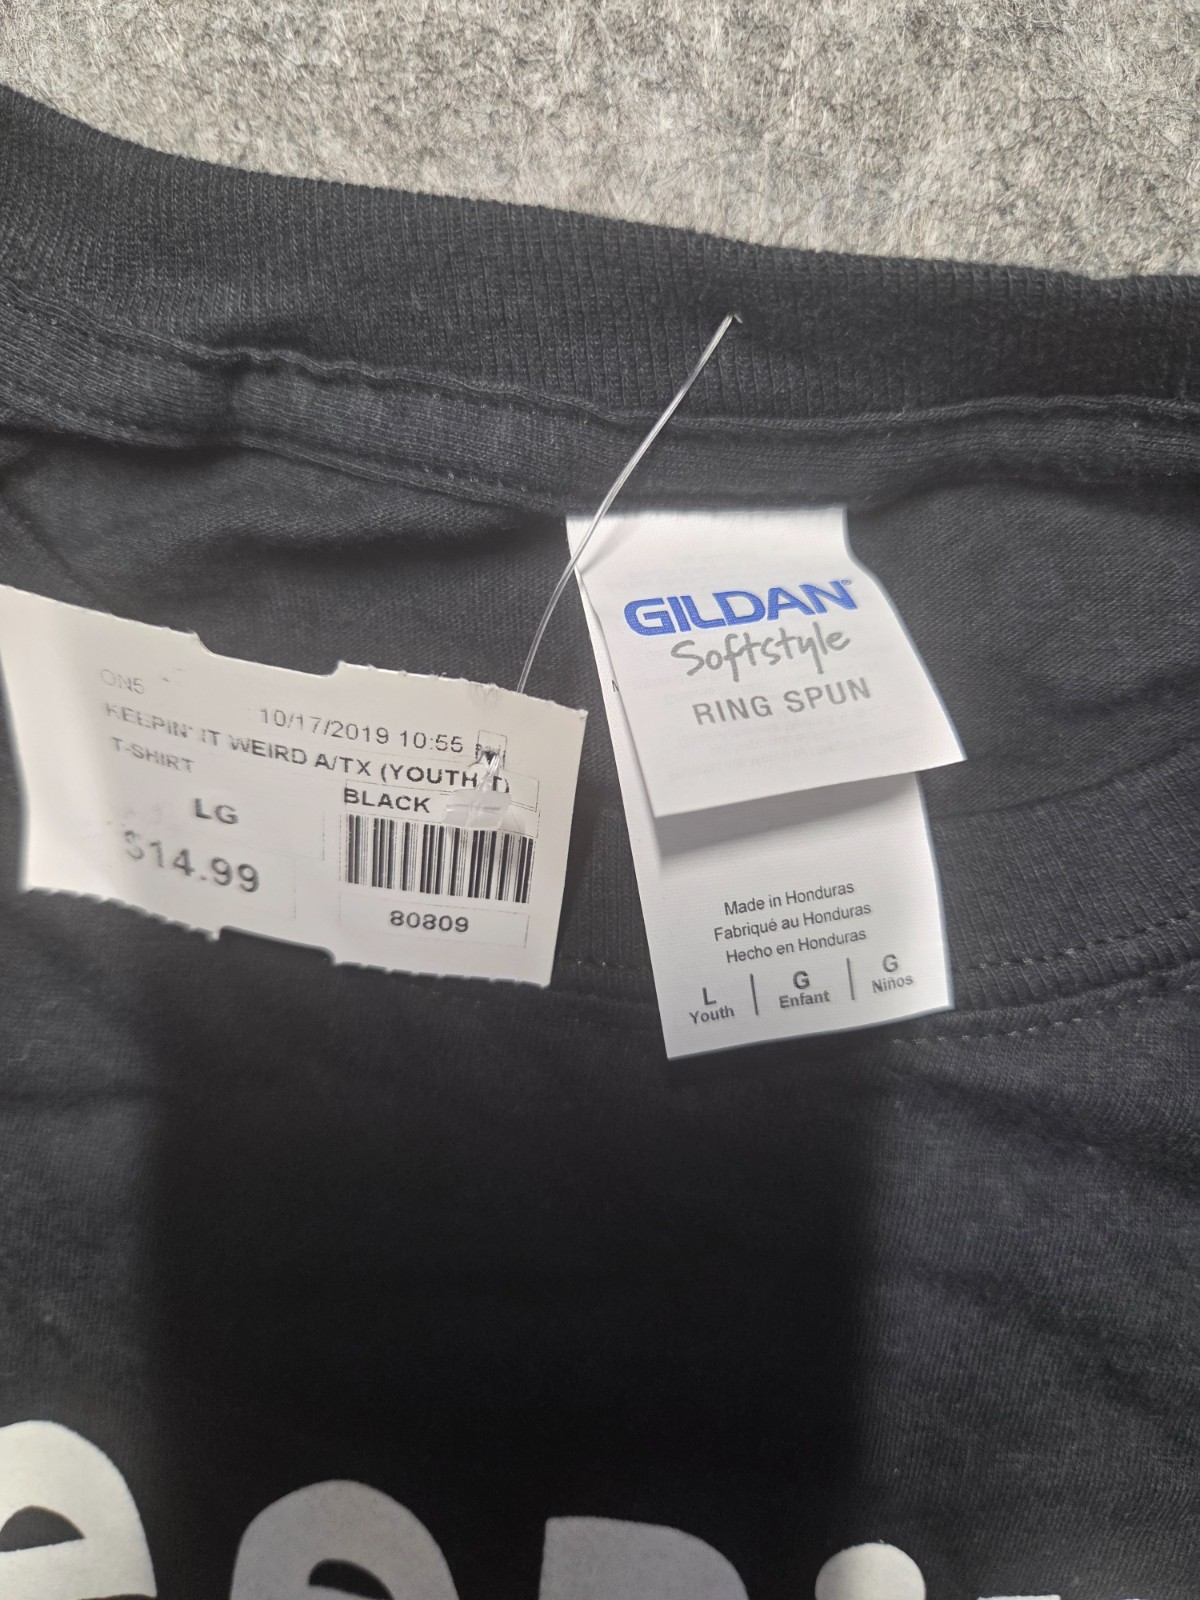 ON5
10/17/2019 10:55
KEEPIN' IT WEIRD A/TX (YOUTH T)
T-SHIRT
BLACK
LG
$14.99
80809
GILDAN®
Softstyle
RING SPUN
Made in Honduras
Fabriqué au Honduras
Hecho en Honduras
L | G | G
Youth Enfant Niños
eepi